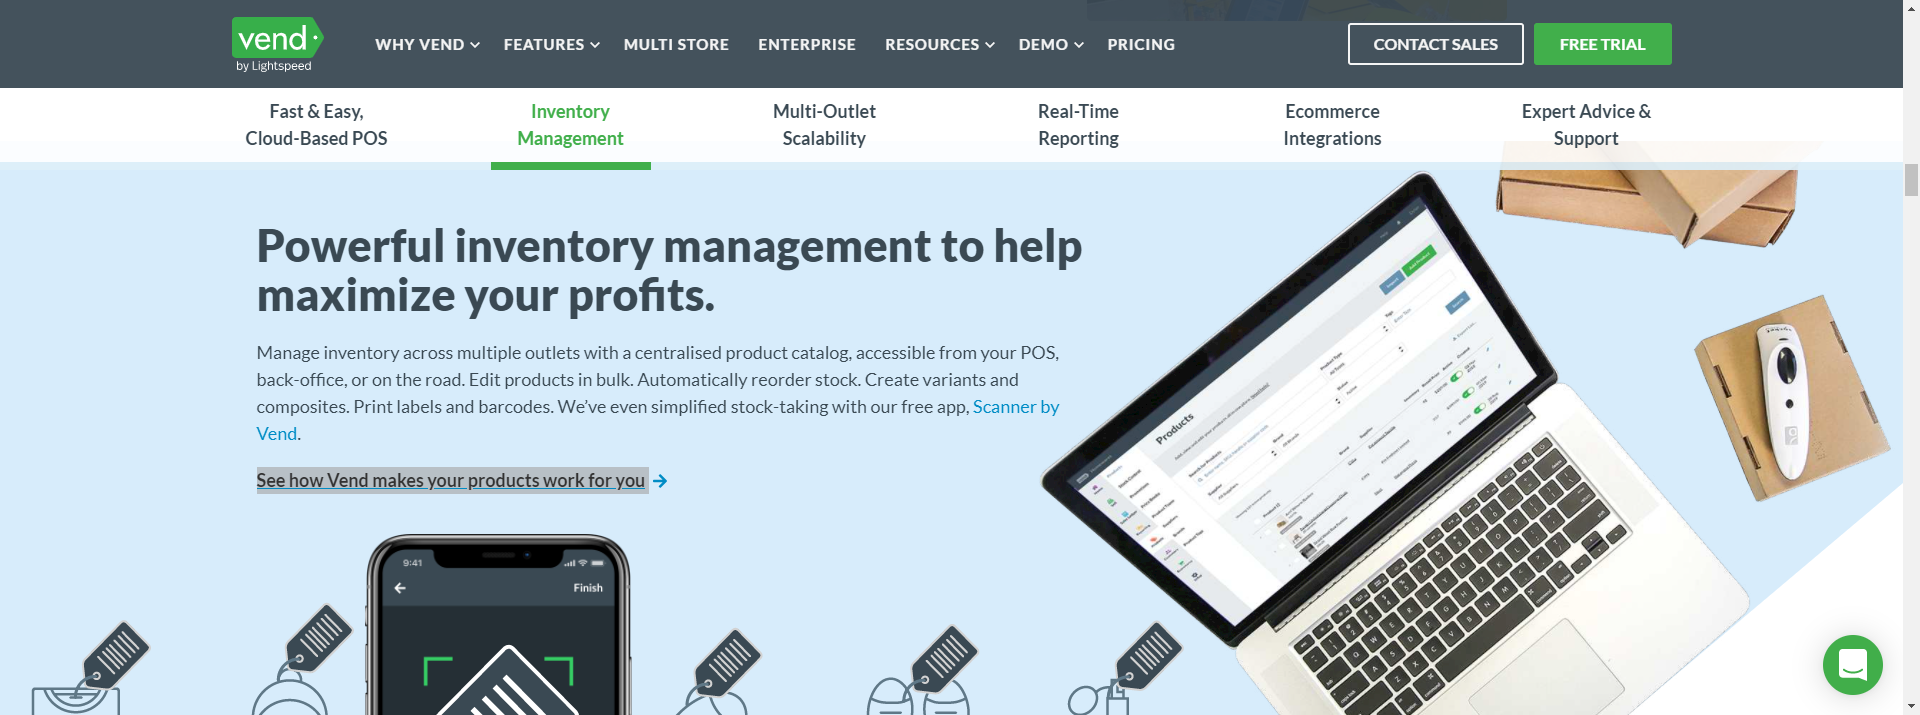 vend
by Lightspeed
WHY VEND
FEATURES
MULTI STORE
ENTERPRISE
RESOURCES
DEMO
PRICING
CONTACT SALES
FREE TRIAL
Fast & Easy,
Cloud-Based POS
Inventory
Management
Multi-Outlet
Scalability
Real-Time
Reporting
Ecommerce
Integrations
Expert Advice &
Support
Powerful inventory management to help
maximize your profits.
Manage inventory across multiple outlets with a centralised product catalog, accessible from your POS,
back-office, or on the road. Edit products in bulk. Automatically reorder stock. Create variants and
composites. Print labels and barcodes. We’ve even simplified stock-taking with our free app, Scanner by
Vend.
See how Vend makes your products work for you
9:41
Finish
Products